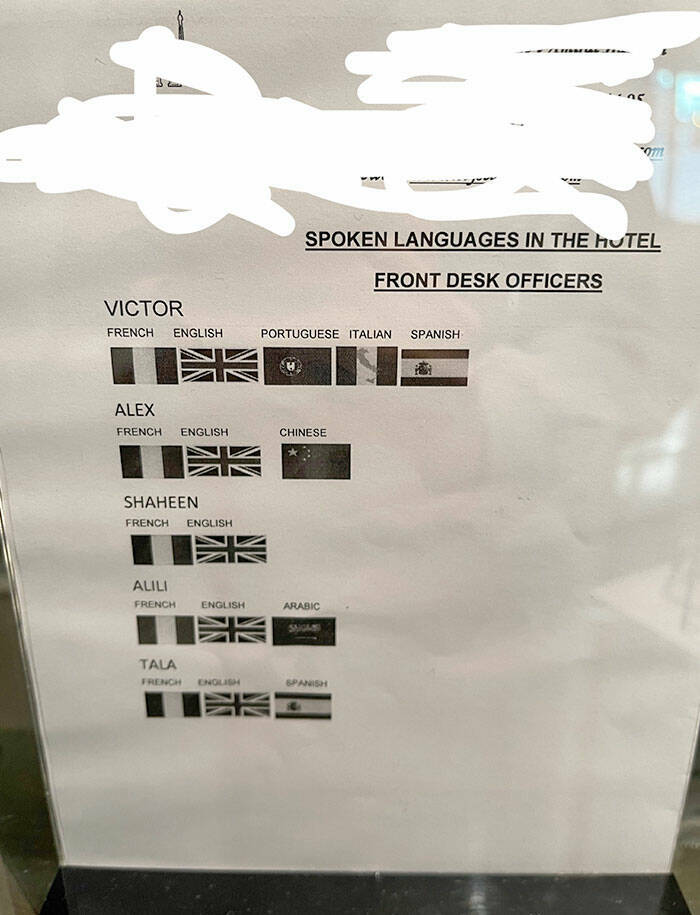 SPOKEN LANGUAGES IN THE HOTEL
FRONT DESK OFFICERS
VICTOR
FRENCH ENGLISH PORTUGUESE ITALIAN SPANISH
ALEX
FRENCH ENGLISH CHINESE
SHAHEEN
FRENCH ENGLISH
ALILI
FRENCH ENGLISH ARABIC
TALA
FRENCH ENGLISH SPANISH